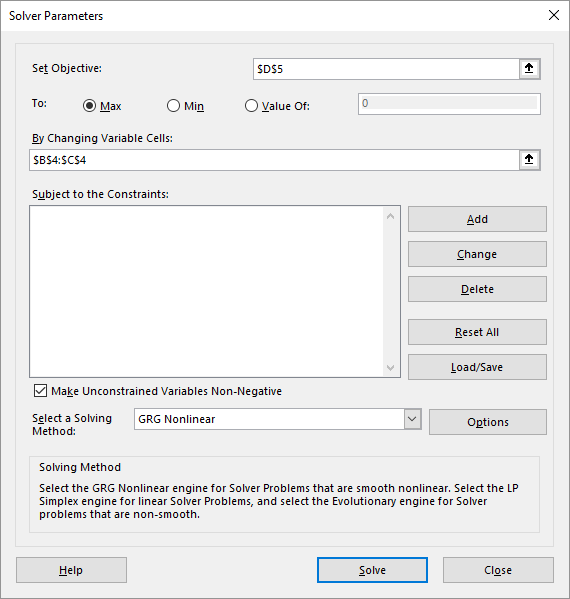 Solver Parameters
Set Objective:
$D$5
To:
Max
Min
Value Of:
0
By Changing Variable Cells:
$B$4:$C$4
Subject to the Constraints:
Add
Change
Delete
Reset All
Load/Save
Make Unconstrained Variables Non-Negative
Select a Solving
Method:
GRG Nonlinear
Options
Solving Method
Select the GRG Nonlinear engine for Solver Problems that are smooth nonlinear. Select the LP
Simplex engine for linear Solver Problems, and select the Evolutionary engine for Solver
problems that are non-smooth.
Help
Solve
Close